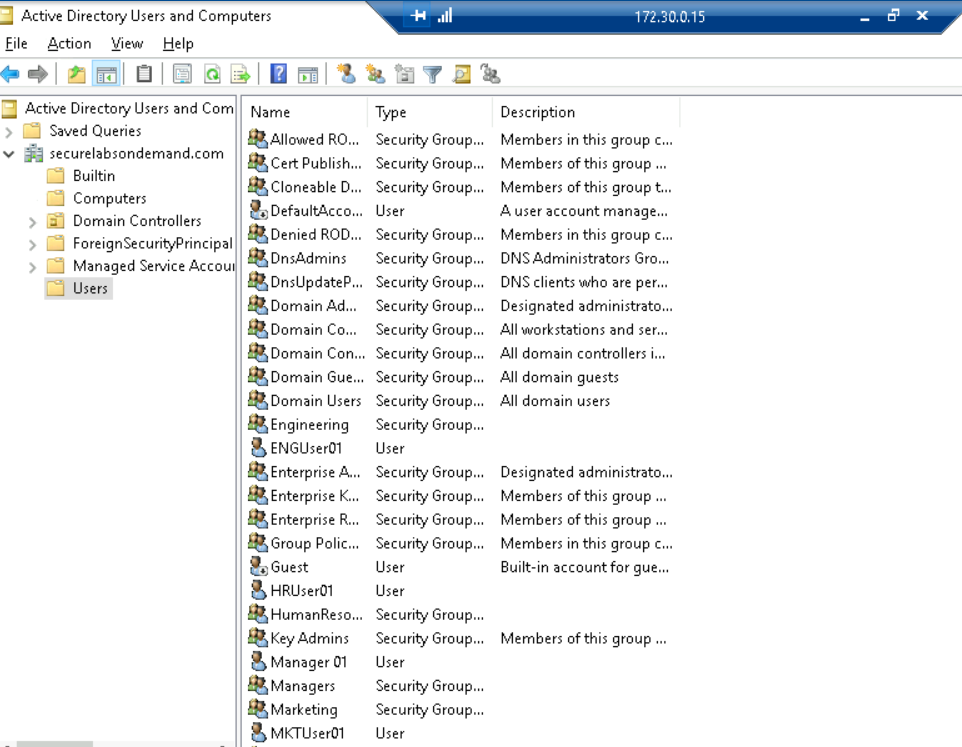 Active Directory Users and Computers
172.30.0.15
File Action View Help
Active Directory Users and Com
Saved Queries
securelabsondemand.com
Builtin
Computers
Domain Controllers
ForeignSecurityPrincipal
Managed Service Accour
Users
Name Type Description
Allowed RO... Security Group... Members in this group c...
Cert Publish... Security Group... Members of this group ...
Cloneable D... Security Group... Members of this group t...
DefaultAcco... User A user account manage...
Denied ROD... Security Group... Members in this group c...
DnsAdmins Security Group... DNS Administrators Gro...
DnsUpdateP... Security Group... DNS clients who are per...
Domain Ad... Security Group... Designated administrato...
Domain Co... Security Group... All workstations and ser...
Domain Con... Security Group... All domain controllers i...
Domain Gue... Security Group... All domain guests
Domain Users Security Group... All domain users
Engineering Security Group...
ENGUser01 User
Enterprise A... Security Group... Designated administrato...
Enterprise K... Security Group... Members of this group ...
Enterprise R... Security Group... Members of this group ...
Group Polic... Security Group... Members in this group c...
Guest User Built-in account for gue...
HRUser01 User
HumanReso... Security Group...
Key Admins Security Group... Members of this group ...
Manager 01 User
Managers Security Group...
Marketing Security Group...
MKTUser01 User